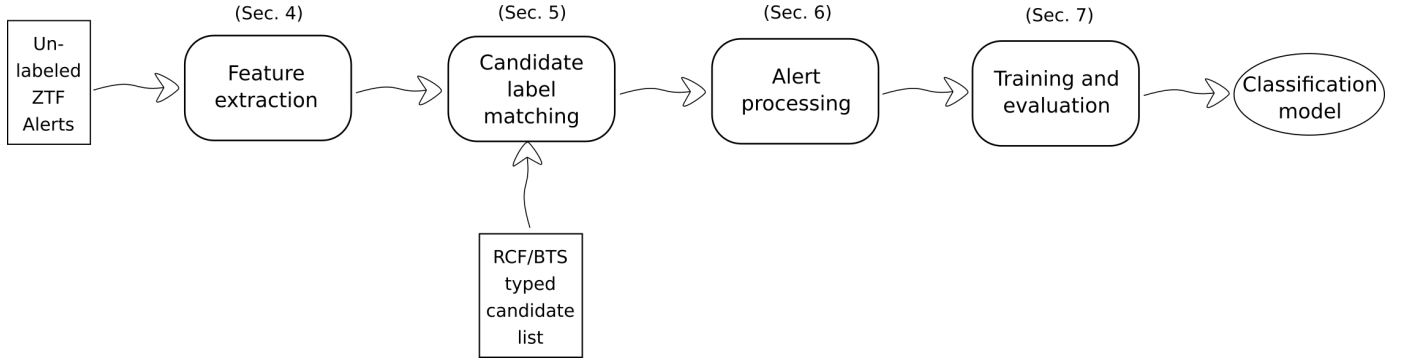 (Sec. 4)
(Sec. 5)
(Sec. 6)
(Sec. 7)
Un-
labeled
ZTF
Alerts
Feature
extraction
Candidate
label
matching
Alert
processing
Training and
evaluation
Classification
model
RCF/BTS
typed
candidate
list